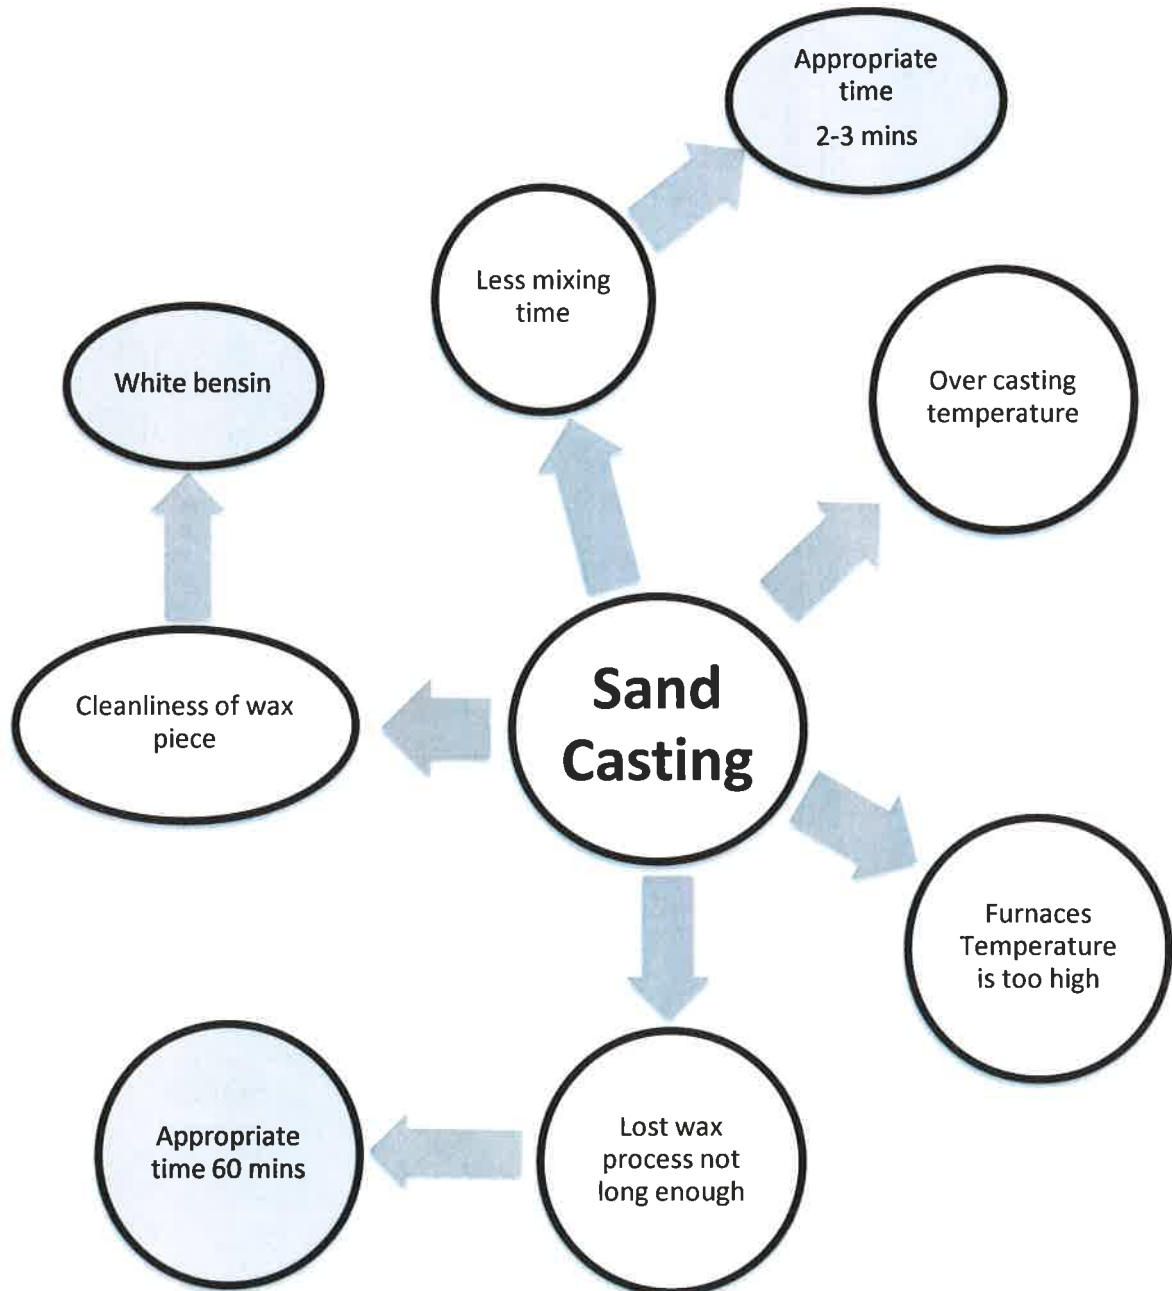 Appropriate
time
2-3 mins
Less mixing
time
Over casting
temperature
White bensin
Sand
Casting
Cleanliness of wax
piece
Furnaces
Temperature
is too high
Lost wax
process not
long enough
Appropriate
time 60 mins